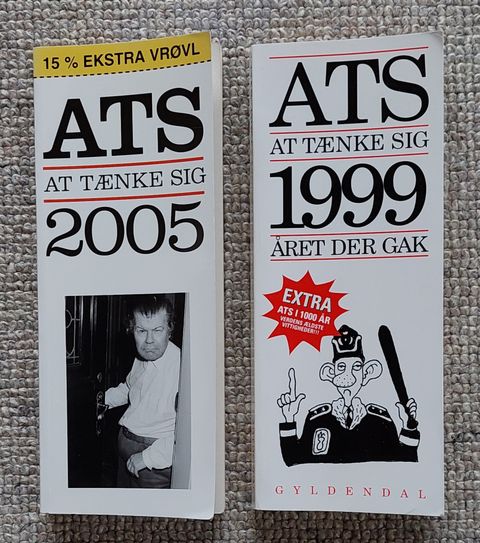 15 % EKSTRA VRØVL
ATS
AT TÆNKE SIG
2005
ATS
AT TÆNKE SIG
1999
ÅRET DER GAK
EXTRA
ATS I 1000 ÅR
VERDENS ÆLDSTE
VITTIGHEDER!!!
GYLDENDAL